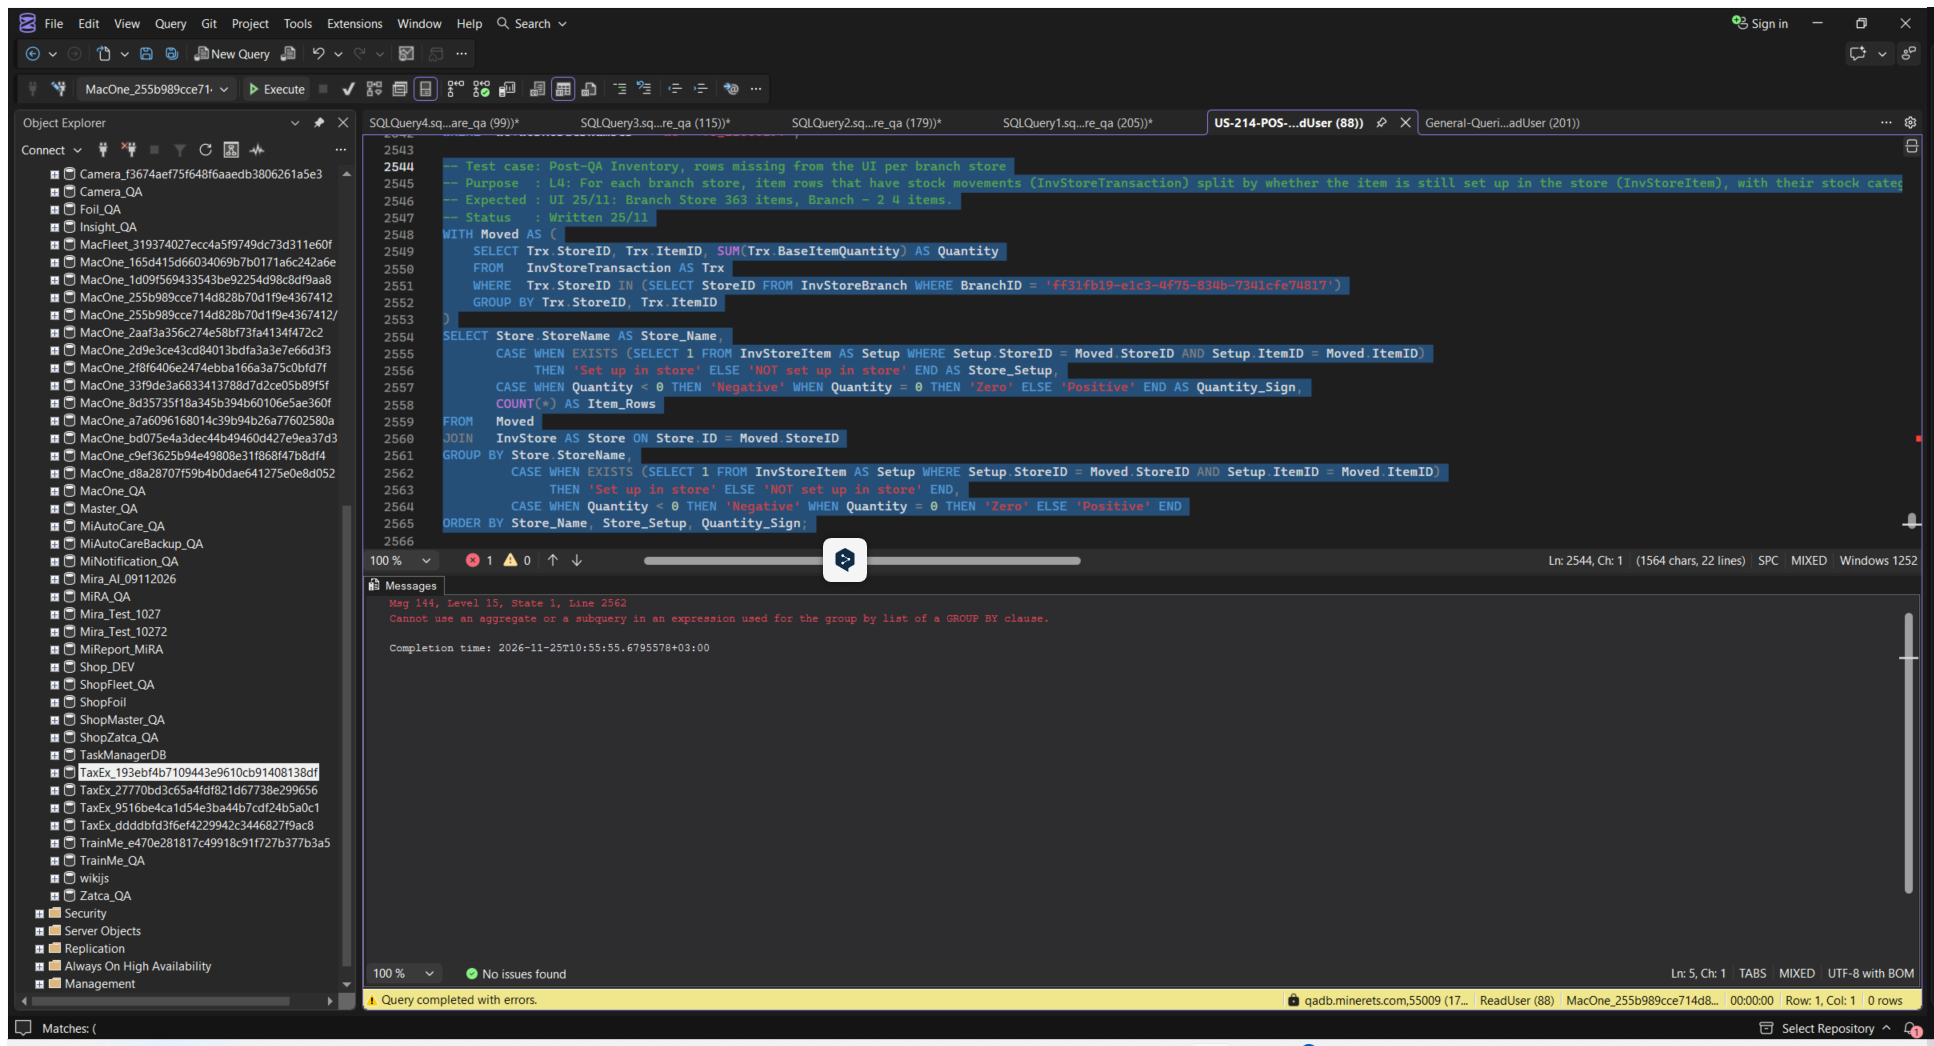 File Edit View Query Git Project Tools Extensions Window Help Search
Sign in
New Query
MacOne_255b989cce71· Execute
Object Explorer
Connect
Camera_f3674aef75f648f6aaedb3806261a5e3
Camera_QA
Foil_QA
Insight_QA
MacFleet_319374027ecc4a5f9749dc73d311e60f
MacOne_165d415d66034069b7b0171a6c242a6e
MacOne_1d09f569433543be92254d98c8df9aa8
MacOne_255b989cce714d828b70d1f9e4367412
MacOne_255b989cce714d828b70d1f9e4367412/
MacOne_2aaf3a356c274e58bf73fa4134f472c2
MacOne_2d9e3ce43cd84013bdfa3a3e7e66d3f3
MacOne_2f8f6406e2474ebba166a3a75c0bfd7f
MacOne_33f9de3a6833413788d7d2ce05b89f5f
MacOne_8d35735f18a345b394b60106e5ae360f
MacOne_a7a6096168014c39b94b26a77602580a
MacOne_bd075e4a3dec44b49460d427e9ea37d3
MacOne_c9ef3625b94e49808e31f868f47b8df4
MacOne_d8a28707f59b4b0dae641275e0e8d052
MacOne_QA
Master_QA
MiAutoCare_QA
MiAutoCareBackup_QA
MiNotification_QA
Mira_AI_09112026
MiRA_QA
Mira_Test_1027
Mira_Test_10272
MiReport_MiRA
Shop_DEV
ShopFleet_QA
ShopFoil
ShopMaster_QA
ShopZatca_QA
TaskManagerDB
TaxEx_193ebf4b7109443e9610cb91408138df
TaxEx_27770bd3c65a4fdf821d67738e299656
TaxEx_9516be4ca1d54e3ba44b7cdf24b5a0c1
TaxEx_ddddbfd3f6ef4229942c3446827f9ac8
TrainMe_e470e281817c49918c91f727b377b3a5
TrainMe_QA
wikijs
Zatca_QA
Security
Server Objects
Replication
Always On High Availability
Management
SQLQuery4.sq...are_qa (99))* SQLQuery3.sq...re_qa (115))* SQLQuery2.sq...re_qa (179))* SQLQuery1.sq...re_qa (205))* US-214-POS-...dUser (88)) General-Queri...adUser (201))
2543
2544 -- Test case: Post-QA Inventory, rows missing from the UI per branch store
2545 -- Purpose : L4: For each branch store, item rows that have stock movements (InvStoreTransaction) split by whether the item is still set up in the store (InvStoreItem), with their stock categ
2546 -- Expected : UI 25/11: Branch Store 363 items, Branch - 2 4 items.
2547 -- Status : Written 25/11
2548 WITH Moved AS (
2549 SELECT Trx.StoreID, Trx.ItemID, SUM(Trx.BaseItemQuantity) AS Quantity
2550 FROM InvStoreTransaction AS Trx
2551 WHERE Trx.StoreID IN (SELECT StoreID FROM InvStoreBranch WHERE BranchID = 'ff31fb19-e1c3-4f75-834b-7341cfe74817')
2552 GROUP BY Trx.StoreID, Trx.ItemID
2553 )
2554 SELECT Store.StoreName AS Store_Name,
2555 CASE WHEN EXISTS (SELECT 1 FROM InvStoreItem AS Setup WHERE Setup.StoreID = Moved.StoreID AND Setup.ItemID = Moved.ItemID)
2556 THEN 'Set up in store' ELSE 'NOT set up in store' END AS Store_Setup,
2557 CASE WHEN Quantity < 0 THEN 'Negative' WHEN Quantity = 0 THEN 'Zero' ELSE 'Positive' END AS Quantity_Sign,
2558 COUNT(*) AS Item_Rows
2559 FROM Moved
2560 JOIN InvStore AS Store ON Store.ID = Moved.StoreID
2561 GROUP BY Store.StoreName,
2562 CASE WHEN EXISTS (SELECT 1 FROM InvStoreItem AS Setup WHERE Setup.StoreID = Moved.StoreID AND Setup.ItemID = Moved.ItemID)
2563 THEN 'Set up in store' ELSE 'NOT set up in store' END,
2564 CASE WHEN Quantity < 0 THEN 'Negative' WHEN Quantity = 0 THEN 'Zero' ELSE 'Positive' END
2565 ORDER BY Store_Name, Store_Setup, Quantity_Sign;
2566
100 % 1 0 Ln: 2544, Ch: 1 (1564 chars, 22 lines) SPC MIXED Windows 1252
Messages
Msg 144, Level 15, State 1, Line 2562
Cannot use an aggregate or a subquery in an expression used for the group by list of a GROUP BY clause.
Completion time: 2026-11-25T10:55:55.6795578+03:00
100 % No issues found Ln: 5, Ch: 1 TABS MIXED UTF-8 with BOM
Query completed with errors. qadb.minerets.com,55009 (17... ReadUser (88) MacOne_255b989cce714d8... 00:00:00 Row: 1, Col: 1 0 rows
Matches: ( Select Repository 1